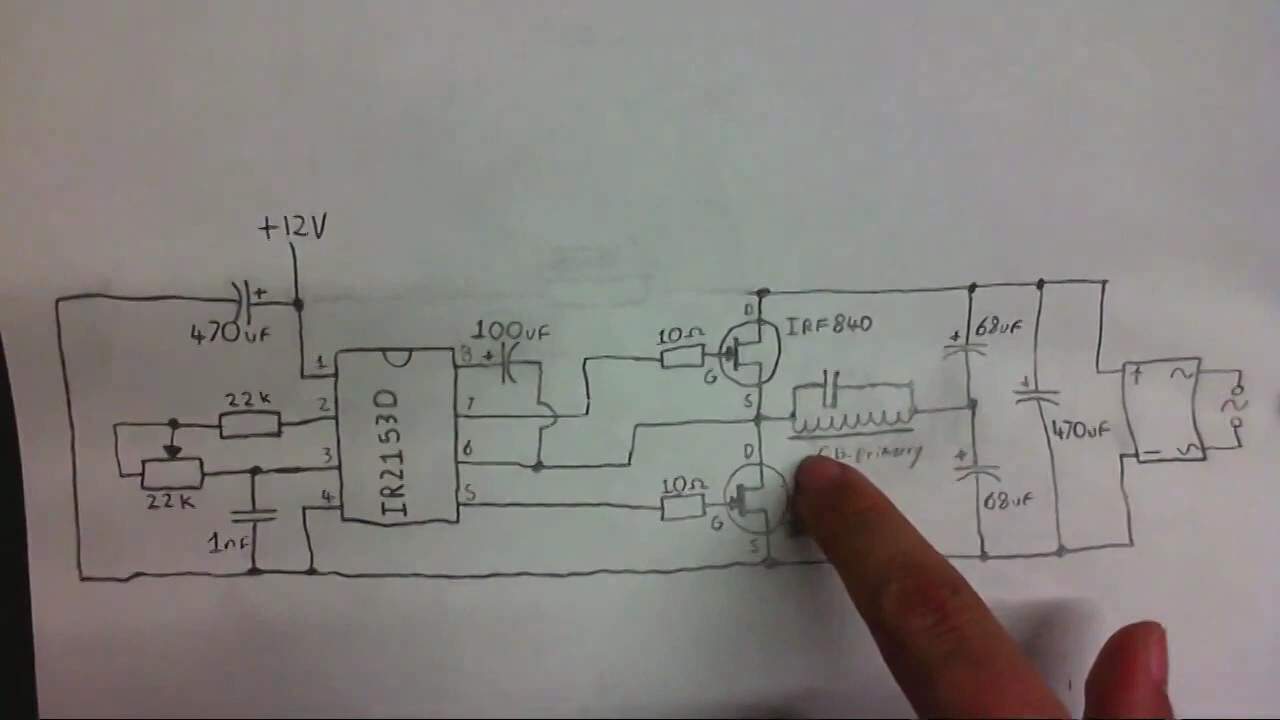 +12V
+
470uF
22K
22K
1nF
1
2
3
4
IR2153D
8
7
6
5
+
100uF
10Ω
10Ω
D
G
S
IRF840
D
G
S
primary
+
68uF
+
68uF
+
470uF
+
~
-
~
~